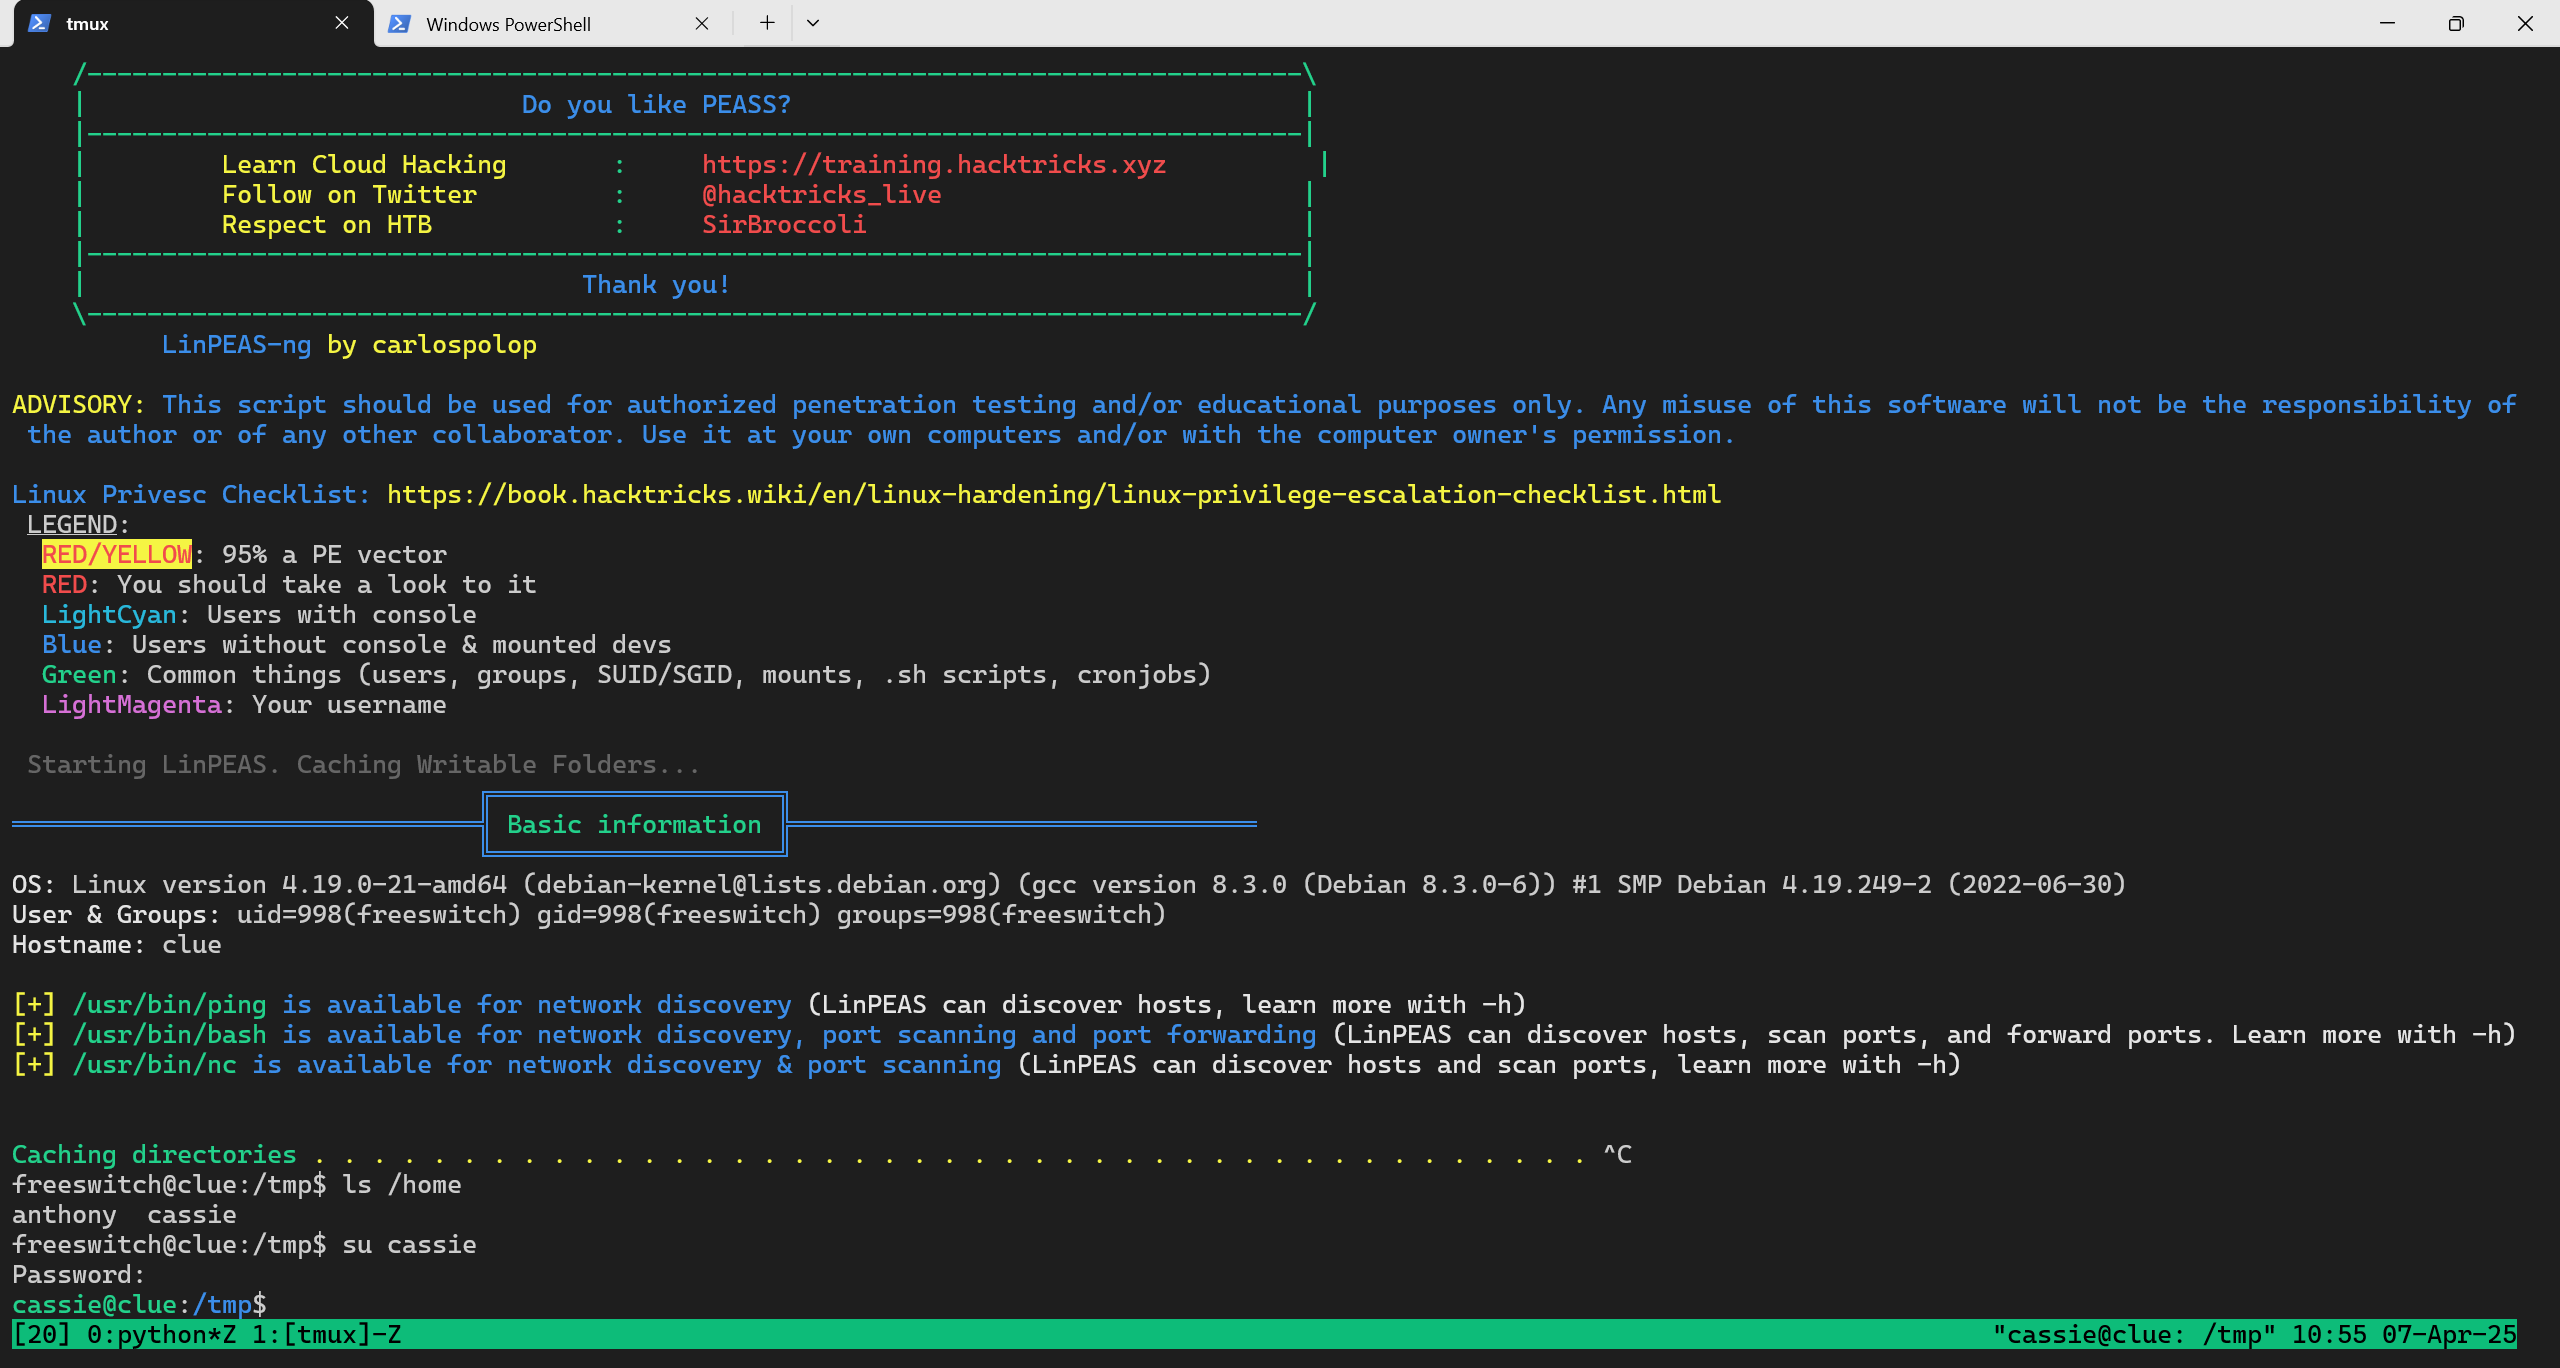 tmux
Windows PowerShell
/---------------------------------------------------------------------------------\
|                             Do you like PEASS?                                  |
|---------------------------------------------------------------------------------|
|         Learn Cloud Hacking       :     https://training.hacktricks.xyz          |
|         Follow on Twitter         :     @hacktricks_live                        |
|         Respect on HTB            :     SirBroccoli                             |
|---------------------------------------------------------------------------------|
|                                 Thank you!                                      |
\---------------------------------------------------------------------------------/
LinPEAS-ng by carlospolop
ADVISORY: This script should be used for authorized penetration testing and/or educational purposes only. Any misuse of this software will not be the responsibility of
the author or of any other collaborator. Use it at your own computers and/or with the computer owner's permission.
Linux Privesc Checklist: https://book.hacktricks.wiki/en/linux-hardening/linux-privilege-escalation-checklist.html
LEGEND:
RED/YELLOW: 95% a PE vector
RED: You should take a look to it
LightCyan: Users with console
Blue: Users without console & mounted devs
Green: Common things (users, groups, SUID/SGID, mounts, .sh scripts, cronjobs)
LightMagenta: Your username
Starting LinPEAS. Caching Writable Folders...
Basic information
OS: Linux version 4.19.0-21-amd64 (debian-kernel@lists.debian.org) (gcc version 8.3.0 (Debian 8.3.0-6)) #1 SMP Debian 4.19.249-2 (2022-06-30)
User & Groups: uid=998(freeswitch) gid=998(freeswitch) groups=998(freeswitch)
Hostname: clue
[+] /usr/bin/ping is available for network discovery (LinPEAS can discover hosts, learn more with -h)
[+] /usr/bin/bash is available for network discovery, port scanning and port forwarding (LinPEAS can discover hosts, scan ports, and forward ports. Learn more with -h)
[+] /usr/bin/nc is available for network discovery & port scanning (LinPEAS can discover hosts and scan ports, learn more with -h)
Caching directories . . . . . . . . . . . . . . . . . . . . . . . . . . . . . . . . . . . . . . . . . . . ^C
freeswitch@clue:/tmp$ ls /home
anthony  cassie
freeswitch@clue:/tmp$ su cassie
Password:
cassie@clue:/tmp$
[20] 0:python*Z 1:[tmux]-Z "cassie@clue: /tmp" 10:55 07-Apr-25